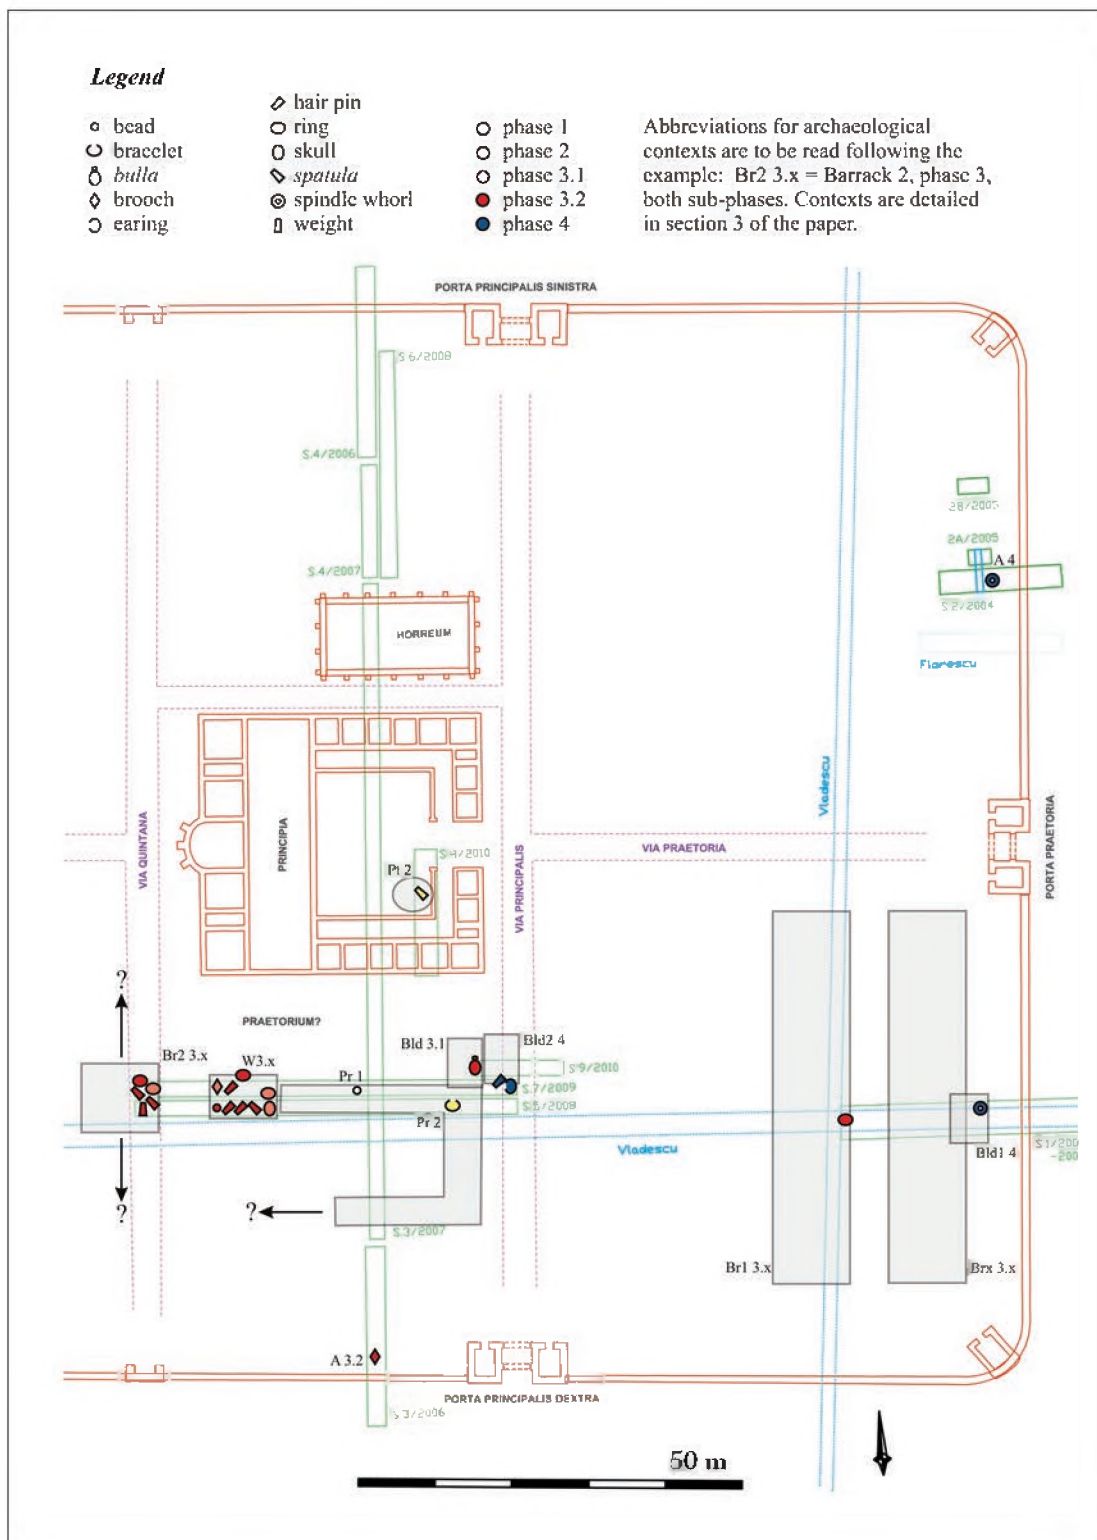 Legend
bead
bracelet
bulla
brooch
earing
hair pin
ring
skull
spatula
spindle whorl
weight
phase 1
phase 2
phase 3.1
phase 3.2
phase 4
Abbreviations for archaeological
contexts are to be read following the
example: Br2 3.x = Barrack 2, phase 3,
both sub-phases. Contexts are detailed
in section 3 of the paper.
PORTA PRINCIPALIS SINISTRA
S.6/2008
S.4/2006
2B/2005
2A/2005
A 4
S.4/2007
S.2/2004
HORREUM
Florescu
Vladescu
VIA QUINTANA
PRINCIPIA
VIA PRINCIPALIS
VIA PRAETORIA
PORTA PRAETORIA
S.4/2010
P1 2
?
PRAETORIUM?
Br2 3.x
W3.x
Pr 1
Bld 3.1
Bld2 4
S.9/2010
S.7/2009
S.5/2008
Pr 2
Vladescu
Bld1 4
S.1/200
-200
?
?
S.3/2007
Br1 3.x
Brx 3.x
A 3.2
PORTA PRINCIPALIS DEXTRA
S.3/2006
50 m